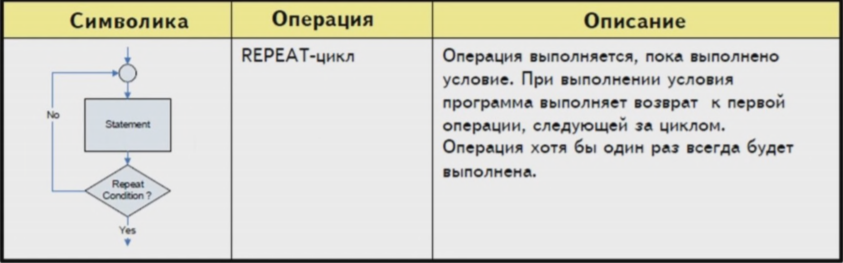 Символика
Операция
Описание
No
Statement
Repeat
Condition ?
Yes
REPEAT-цикл
Операция выполняется, пока выполнено
условие. При выполнении условия
программа выполняет возврат к первой
операции, следующей за циклом.
Операция хотя бы один раз всегда будет
выполнена.